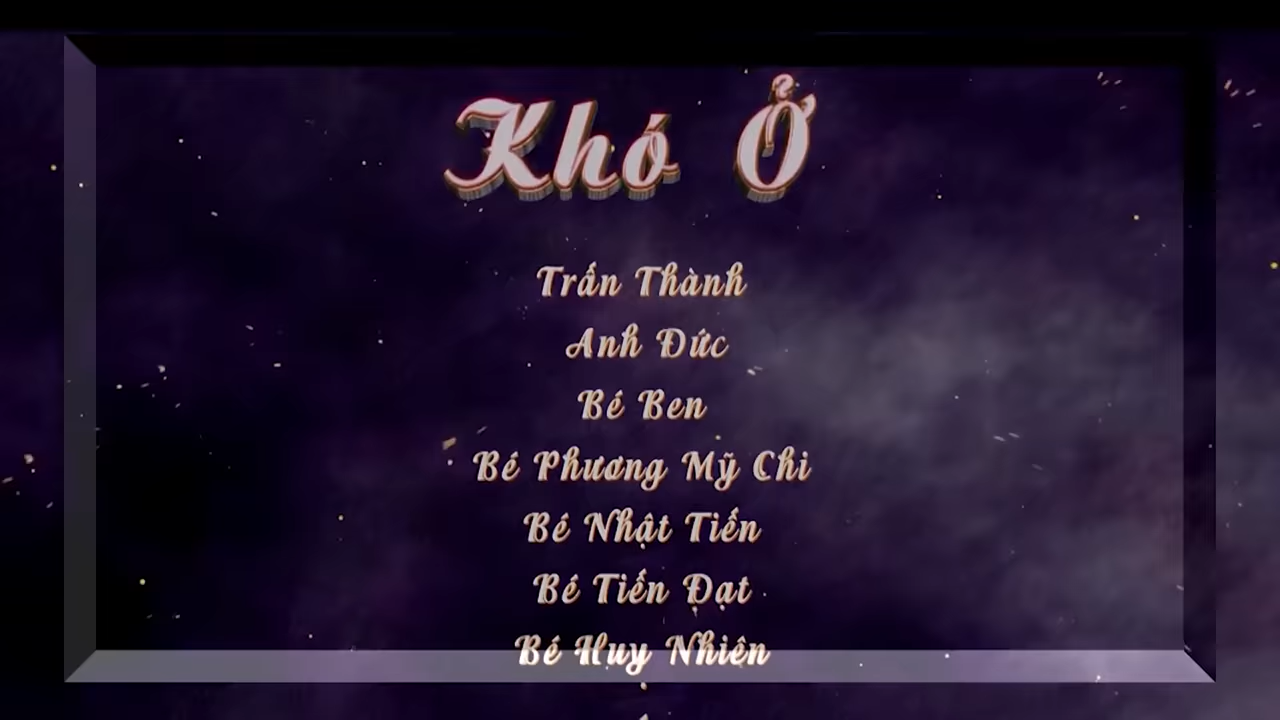 Khó Ở
Trấn Thành
Anh Đức
Bé Ben
Bé Phương Mỹ Chi
Bé Nhật Tiến
Bé Tiến Đạt
Bé Huy Nhiên